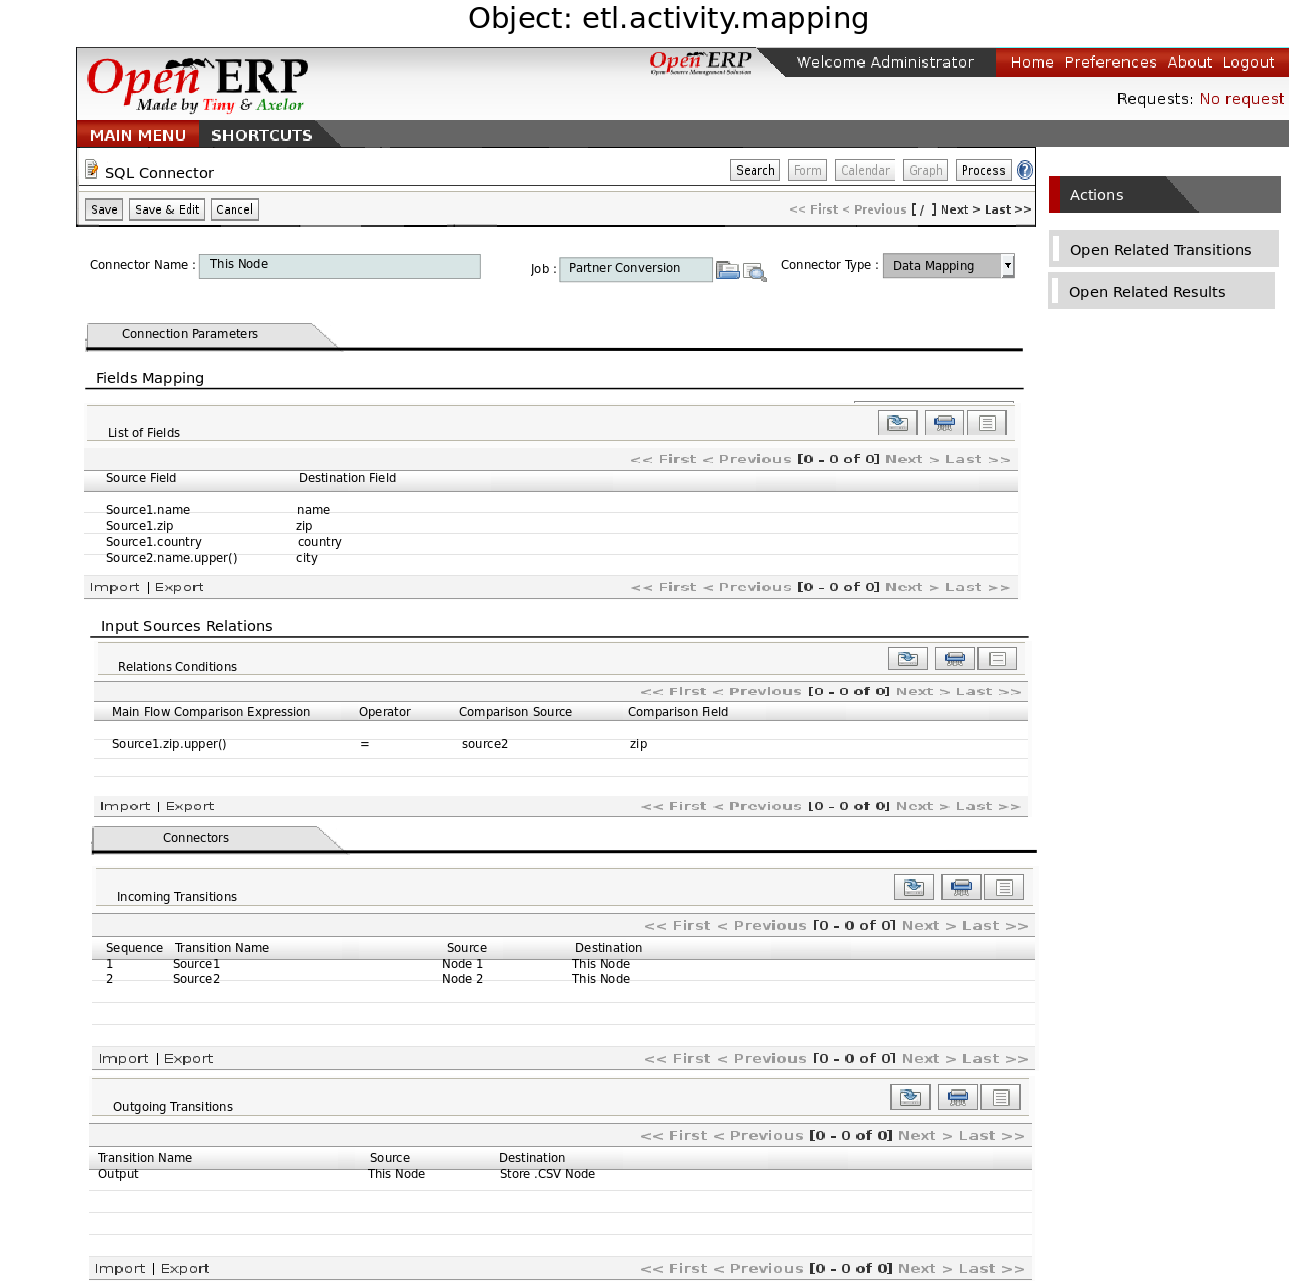 Object: etl.activity.mapping
Open ERP
Made by Tiny & Axelor
Open ERP
Open Source Management Solution
Welcome Administrator
Home Preferences About Logout
Requests: No request
MAIN MENU SHORTCUTS
SQL Connector
Search Form Calendar Graph Process ?
Save Save & Edit Cancel
<< First < Previous [ / ] Next > Last >>
Actions
Open Related Transitions
Open Related Results
Connector Name : This Node Job : Partner Conversion Connector Type : Data Mapping
Connection Parameters
Fields Mapping
List of Fields
<< First < Previous [0 - 0 of 0] Next > Last >>
Source Field Destination Field
Source1.name name
Source1.zip zip
Source1.country country
Source2.name.upper() city
Import | Export << First < Previous [0 - 0 of 0] Next > Last >>
Input Sources Relations
Relations Conditions
<< First < Previous [0 - 0 of 0] Next > Last >>
Main Flow Comparison Expression Operator Comparison Source Comparison Field
Source1.zip.upper() = source2 zip
Import | Export << First < Previous [0 - 0 of 0] Next > Last >>
Connectors
Incoming Transitions
<< First < Previous [0 - 0 of 0] Next > Last >>
Sequence Transition Name Source Destination
1 Source1 Node 1 This Node
2 Source2 Node 2 This Node
Import | Export << First < Previous [0 - 0 of 0] Next > Last >>
Outgoing Transitions
<< First < Previous [0 - 0 of 0] Next > Last >>
Transition Name Source Destination
Output This Node Store .CSV Node
Import | Export << First < Previous [0 - 0 of 0] Next > Last >>